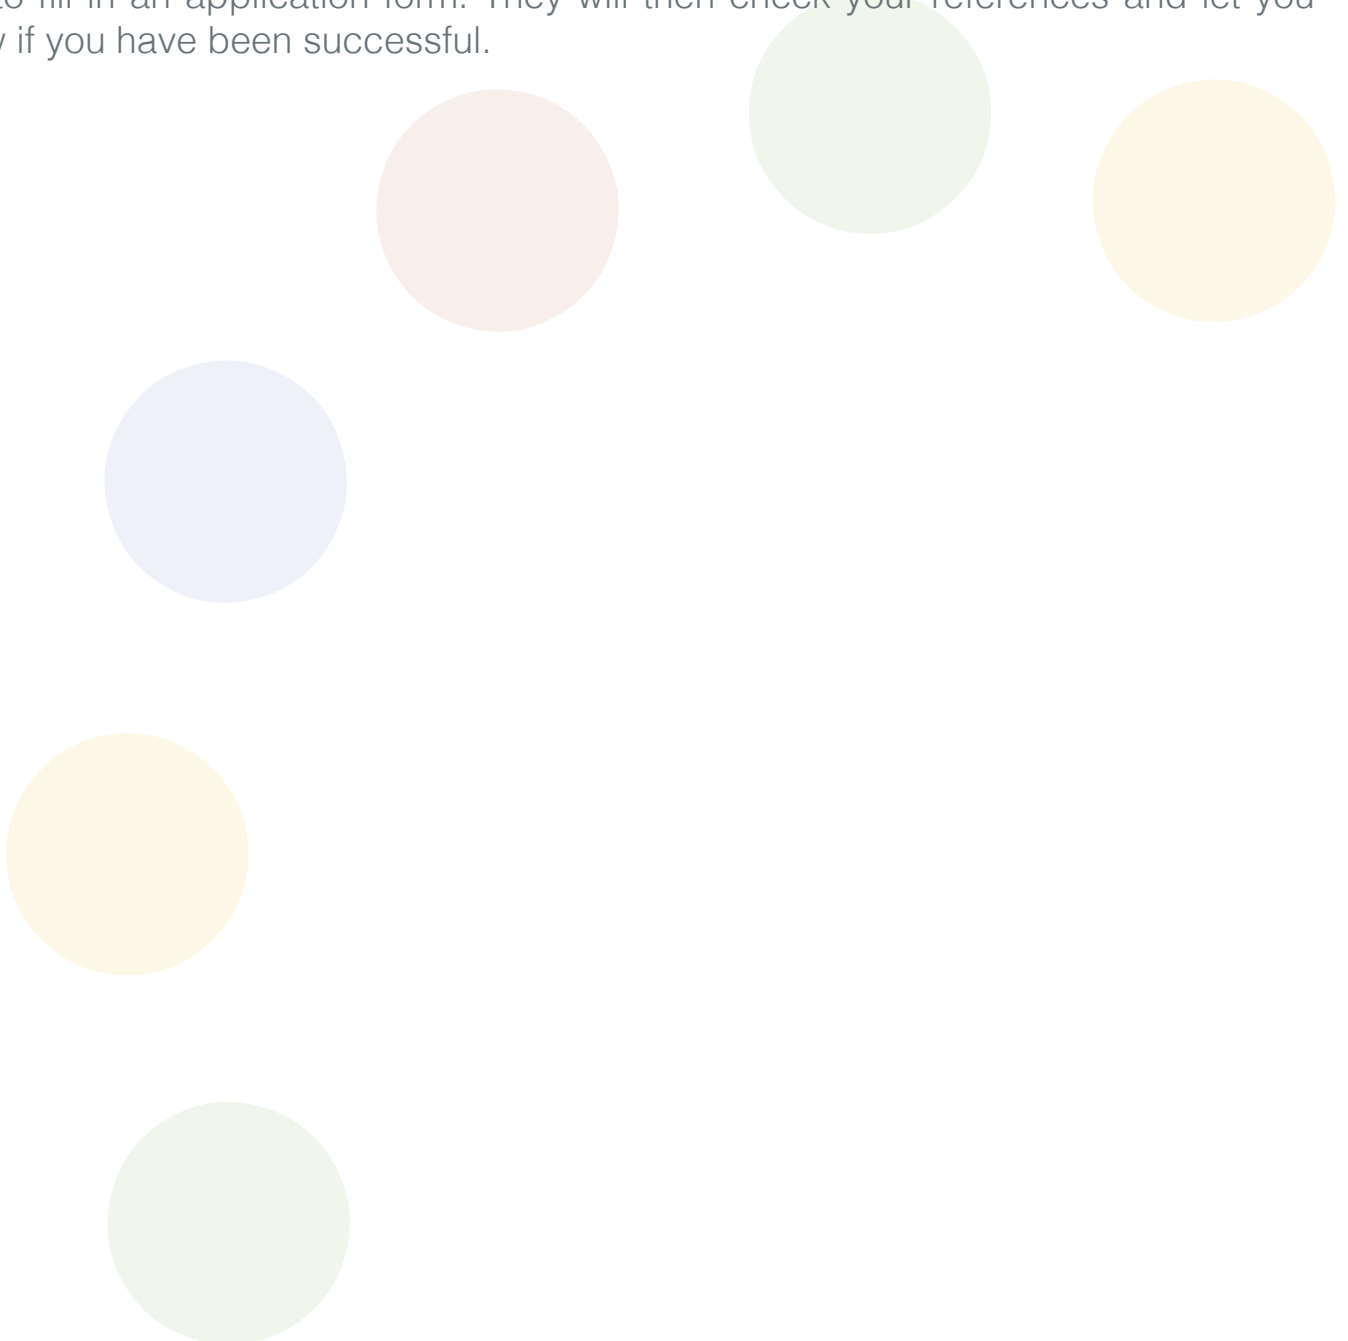 to fill in an application form. They will then check your references and let you
if you have been successful.